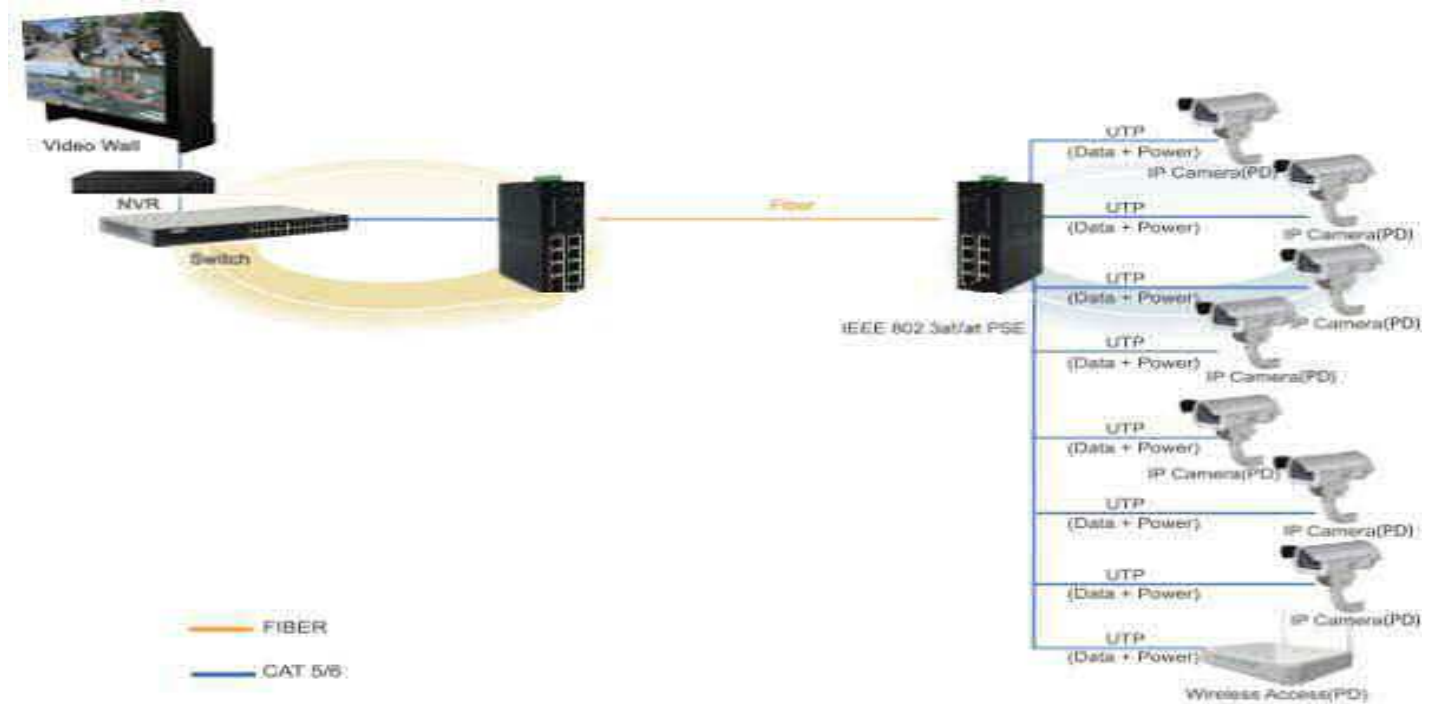 Video Wall
NVR
Switch
Fiber
IEEE 802.3af/at PSE
UTP
(Data + Power)
IP Camera(PD)
UTP
(Data + Power)
IP Camera(PD)
UTP
(Data + Power)
IP Camera(PD)
UTP
(Data + Power)
IP Camera(PD)
UTP
(Data + Power)
IP Camera(PD)
UTP
(Data + Power)
IP Camera(PD)
UTP
(Data + Power)
IP Camera(PD)
UTP
(Data + Power)
Wireless Access(PD)
FIBER
CAT 5/6